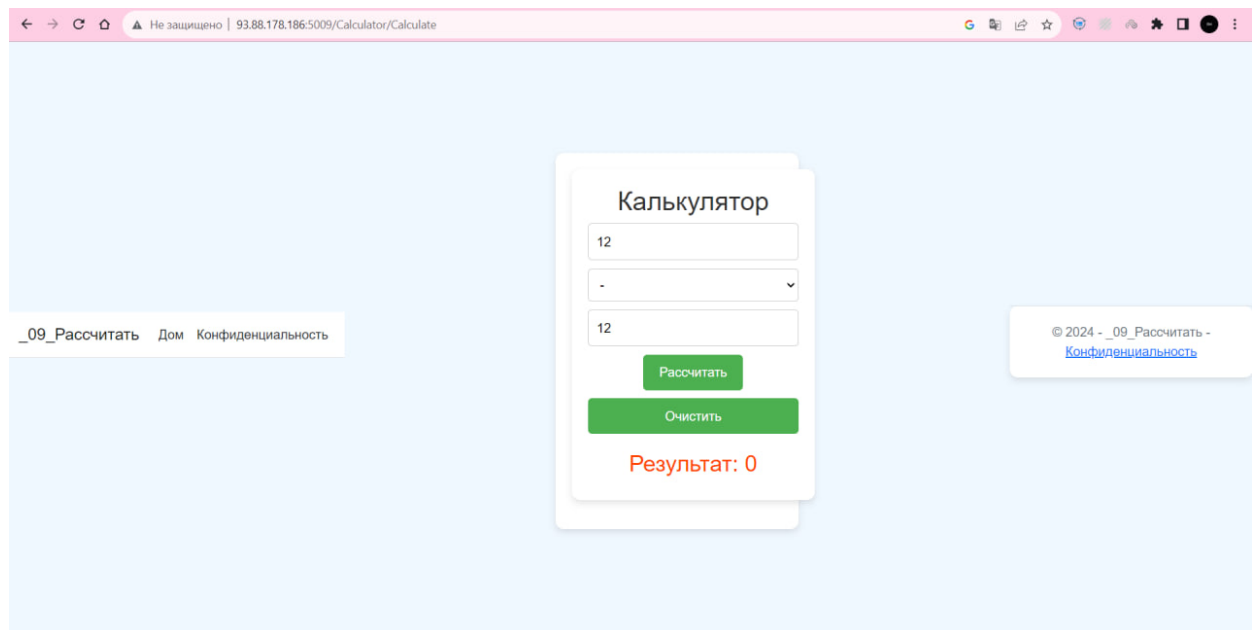 Не защищено | 93.88.178.186:5009/Calculator/Calculate
Калькулятор
12
-
12
Рассчитать
Очистить
Результат: 0
_09_Рассчитать Дом Конфиденциальность
© 2024 - _09_Рассчитать -
Конфиденциальность